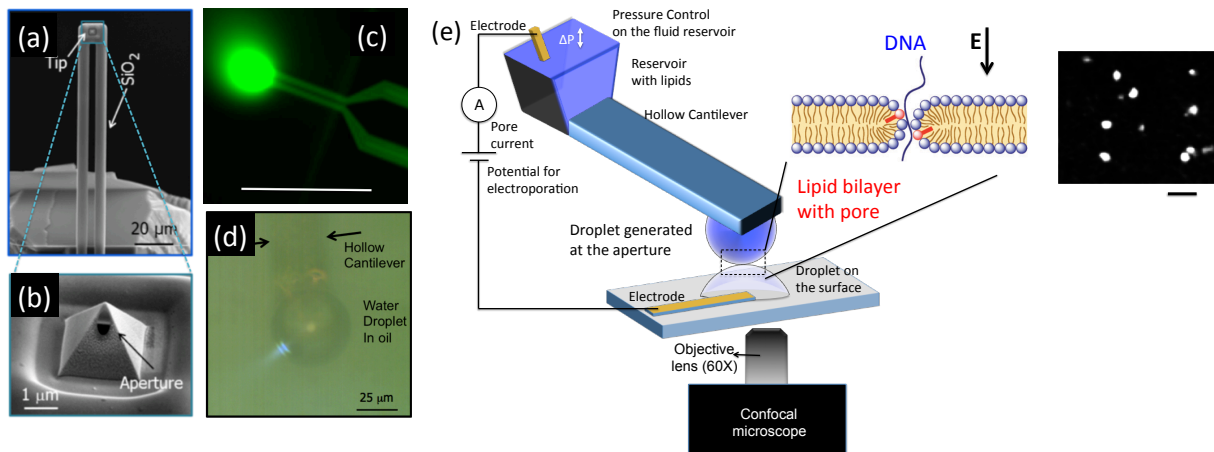 (a)
Tip
SiO2
20 μm
(b)
Aperture
1 μm
(c)
(d)
Hollow
Cantilever
Water
Droplet
In oil
25 μm
(e)
Electrode
Pressure Control
on the fluid reservoir
ΔP
Reservoir
with lipids
A
Hollow Cantilever
Pore
current
Potential for
electroporation
Droplet generated
at the aperture
Electrode
Droplet on
the surface
Objective
lens (60X)
Confocal
microscope
DNA
E
Lipid bilayer
with pore